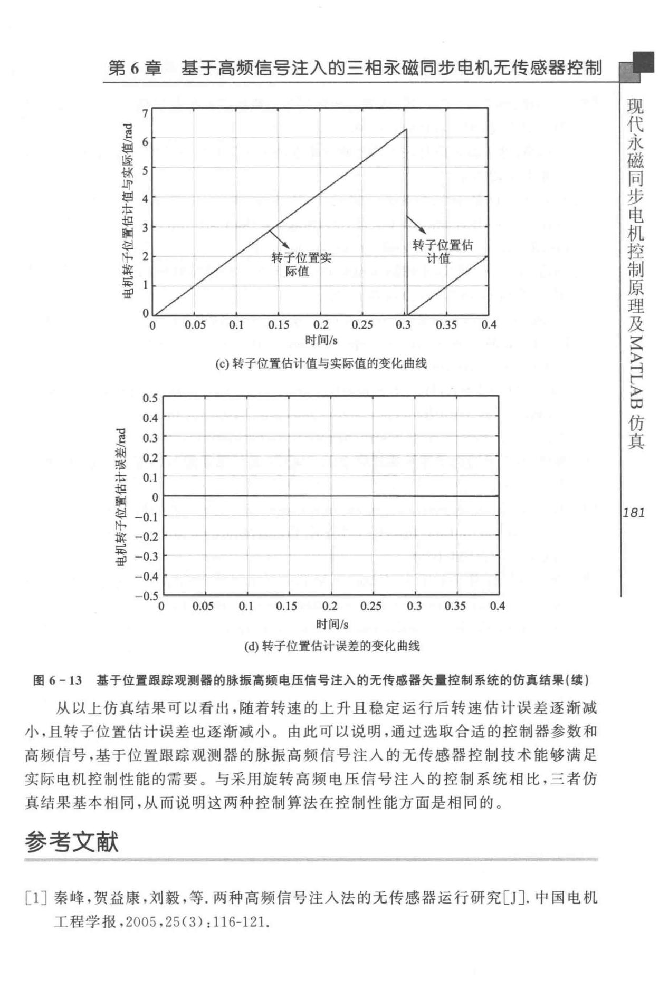 第 6 章 基于高频信号注入的三相永磁同步电机无传感器控制
电机转子位置估计值与实际值/rad
7
6
5
4
3
2
1
0
转子位置实
际值
转子位置估
计值
0 0.05 0.1 0.15 0.2 0.25 0.3 0.35 0.4
时间/s
(c) 转子位置估计值与实际值的变化曲线
电机转子位置估计误差/rad
0.5
0.4
0.3
0.2
0.1
0
−0.1
−0.2
−0.3
−0.4
−0.5
0 0.05 0.1 0.15 0.2 0.25 0.3 0.35 0.4
时间/s
(d) 转子位置估计误差的变化曲线
图 6-13 基于位置跟踪观测器的脉振高频电压信号注入的无传感器矢量控制系统的仿真结果(续)
从以上仿真结果可以看出,随着转速的上升且稳定运行后转速估计误差逐渐减
小,且转子位置估计误差也逐渐减小。由此可以说明,通过选取合适的控制器参数和
高频信号,基于位置跟踪观测器的脉振高频信号注入的无传感器控制技术能够满足
实际电机控制性能的需要。与采用旋转高频电压信号注入的控制系统相比,三者仿
真结果基本相同,从而说明这两种控制算法在控制性能方面是相同的。
参考文献
[1] 秦峰,贺益康,刘毅,等. 两种高频信号注入法的无传感器运行研究[J]. 中国电机
工程学报,2005,25(3):116-121.
现代永磁同步电机控制原理及MATLAB仿真
181